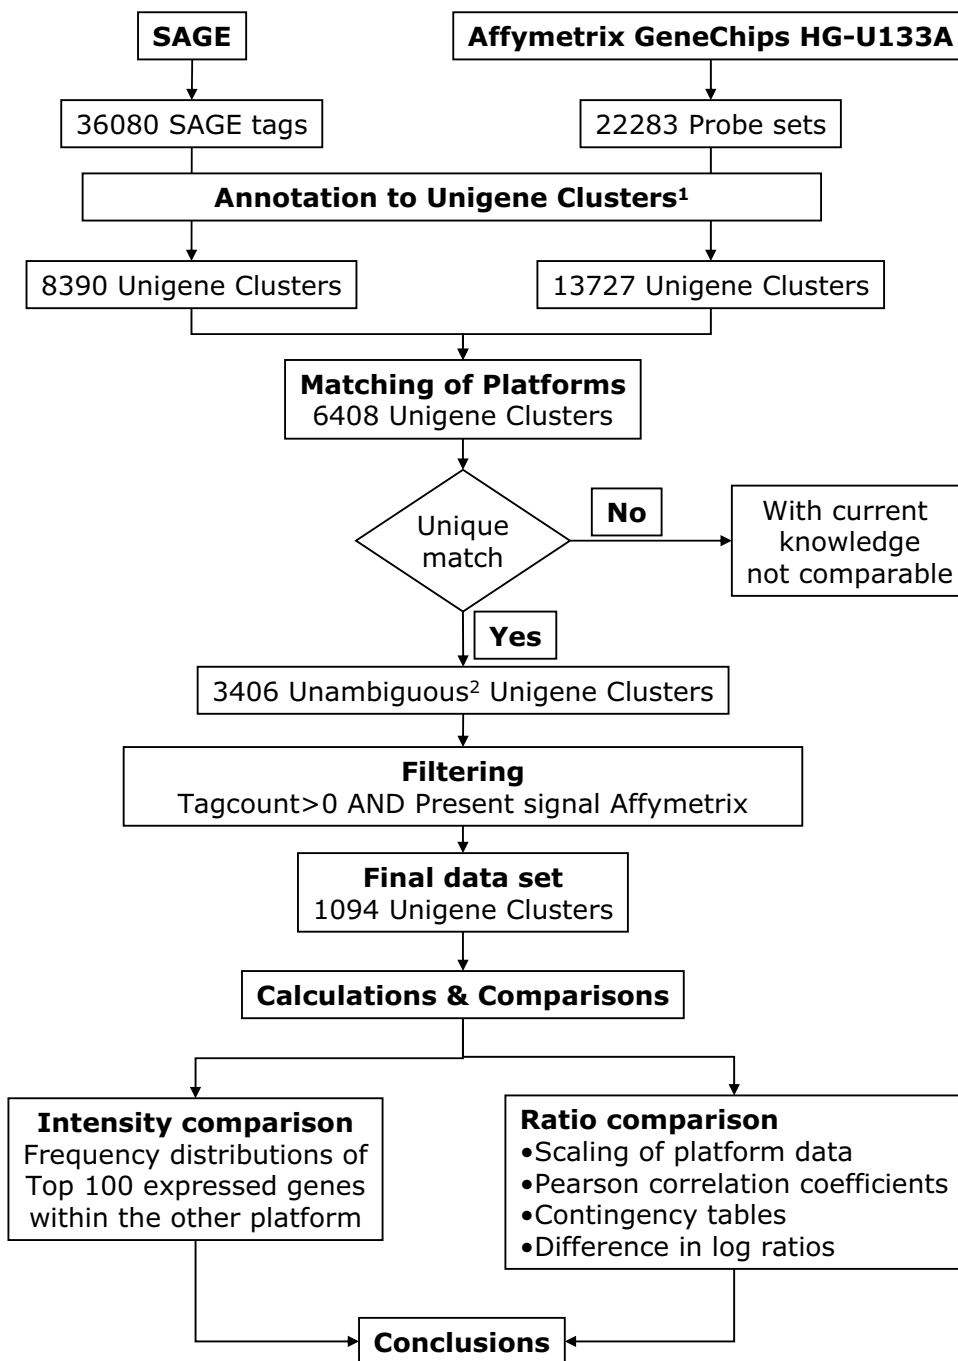 SAGE
Affymetrix GeneChips HG-U133A
36080 SAGE tags
22283 Probe sets
Annotation to Unigene Clusters¹
8390 Unigene Clusters
13727 Unigene Clusters
Matching of Platforms
6408 Unigene Clusters
Unique
match
No
With current
knowledge
not comparable
Yes
3406 Unambiguous² Unigene Clusters
Filtering
Tagcount>0 AND Present signal Affymetrix
Final data set
1094 Unigene Clusters
Calculations & Comparisons
Intensity comparison
Frequency distributions of
Top 100 expressed genes
within the other platform
Ratio comparison
•Scaling of platform data
•Pearson correlation coefficients
•Contingency tables
•Difference in log ratios
Conclusions